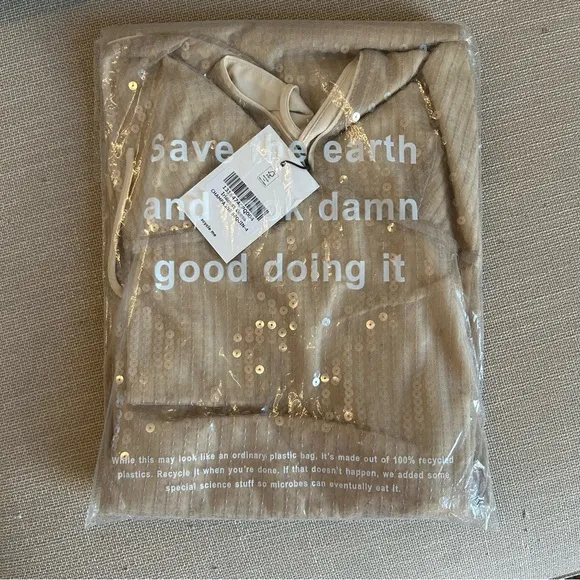 Save the earth
and look damn
good doing it
While this may look like an ordinary plastic bag, it's made out of 100% recycled
plastics. Recycle it when you're done. If that doesn't happen, we added some
special science stuff so microbes can eventually eat it.